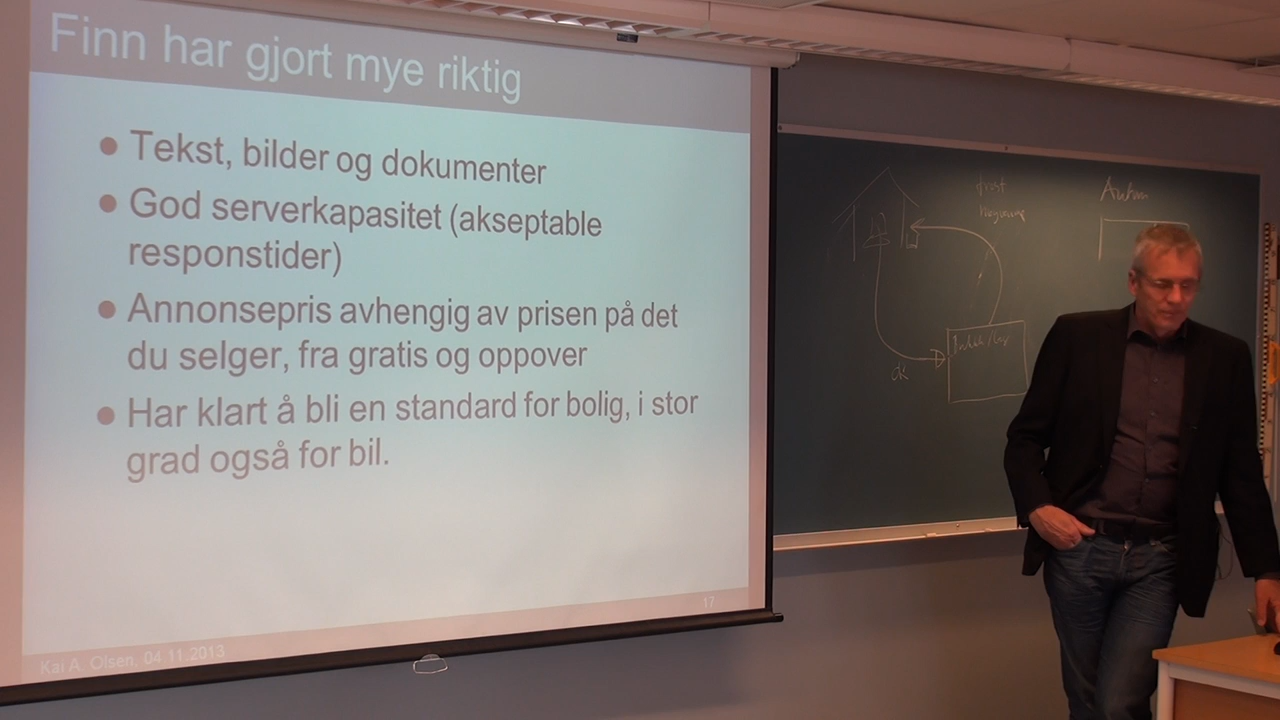 Finn har gjort mye riktig
● Tekst, bilder og dokumenter
● God serverkapasitet (akseptable
responstider)
● Annonsepris avhengig av prisen på det
du selger, fra gratis og oppover
● Har klart å bli en standard for bolig, i stor
grad også for bil.
17
Kai A. Olsen, 04.11.2013
OK